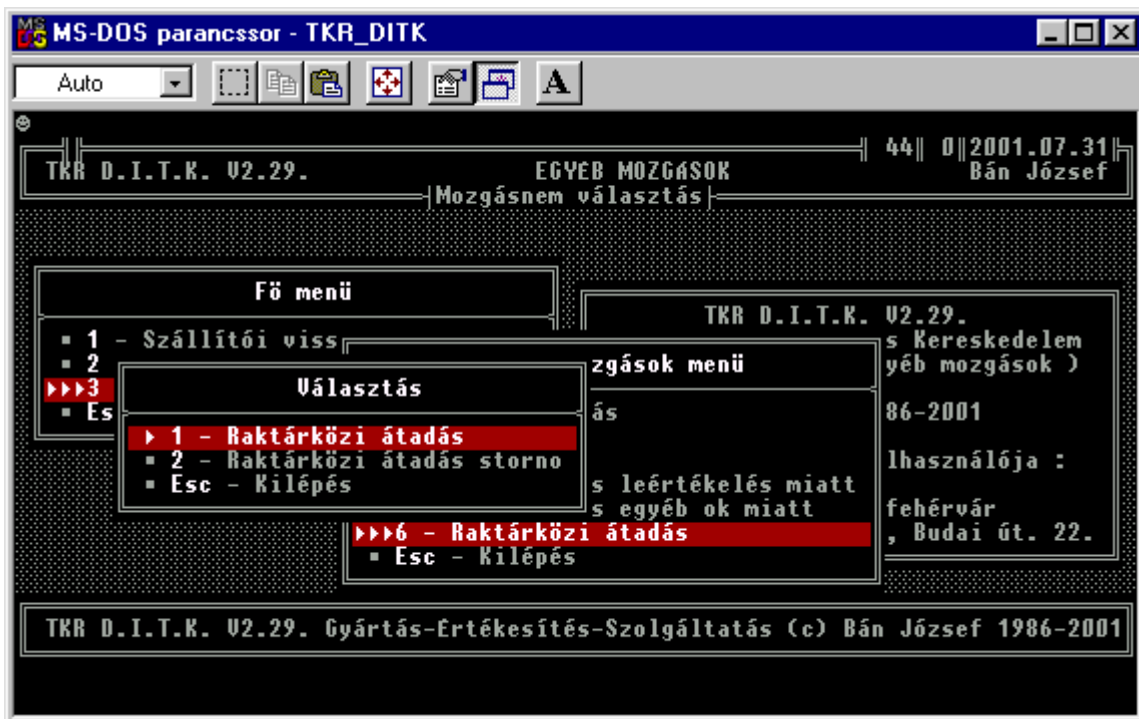 MS-DOS parancssor - TKR_DITK
Auto
A
44 0 2001.07.31
TKR D.I.T.K. V2.29. EGYEB MOZGÁSOK Bán József
Mozgásnem választás
Fö menü
TKR D.I.T.K. V2.29.
1 - Szállítói viss
s Kereskedelem
2
zgások menü
yéb mozgások )
3
Választás
Es
ás
86-2001
1 - Raktárközi átadás
2 - Raktárközi átadás storno
lhasználója :
Esc - Kilépés
s leértékelés miatt
s egyéb ok miatt
fehérvár
6 - Raktárközi átadás
, Budai út. 22.
Esc - Kilépés
TKR D.I.T.K. V2.29. Gyártás-Ertékesítés-Szolgáltatás (c) Bán József 1986-2001